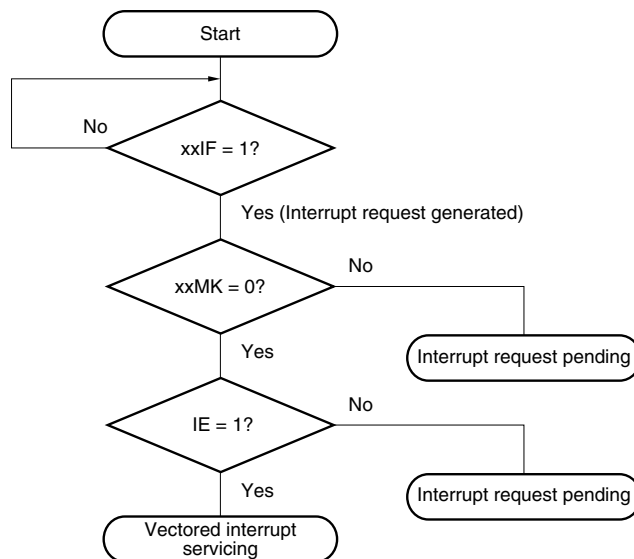 Start
No
xxIF = 1?
Yes (Interrupt request generated)
No
xxMK = 0?
Interrupt request pending
Yes
No
IE = 1?
Yes
Interrupt request pending
Vectored interrupt
servicing